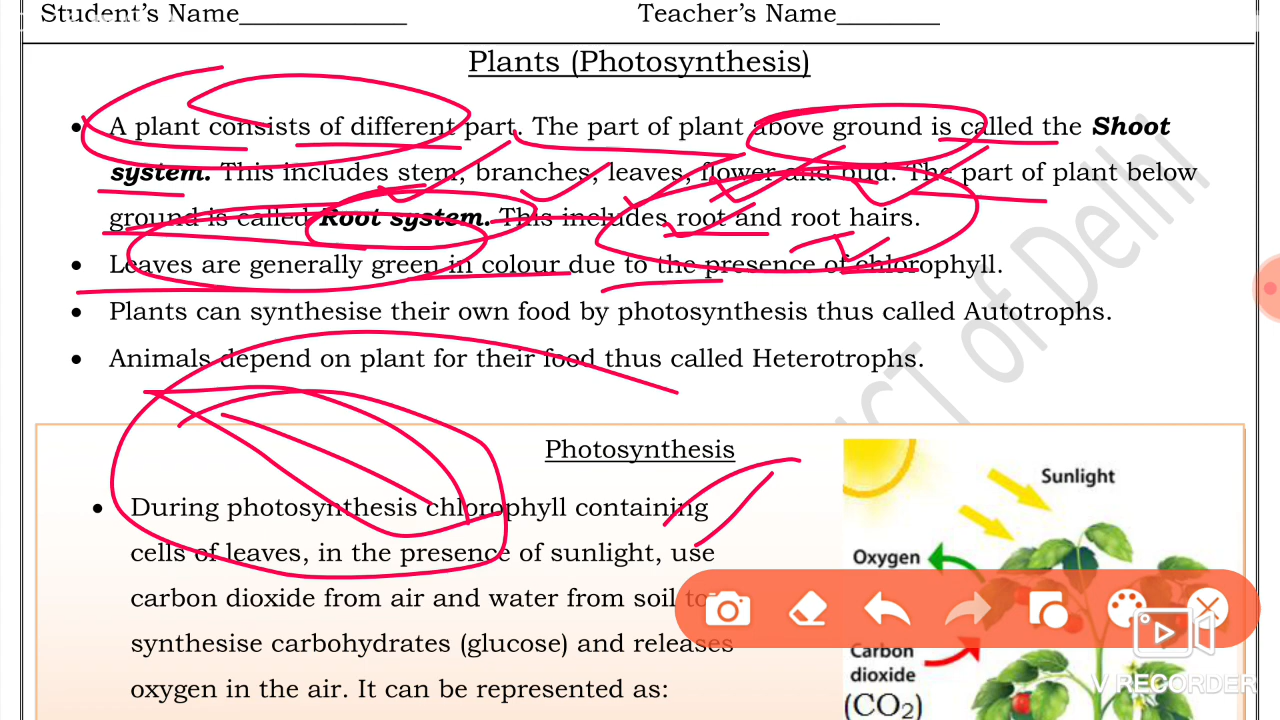 Student’s Name____________ Teacher’s Name________
Plants (Photosynthesis)
• A plant consists of different part. The part of plant above ground is called the Shoot
system. This includes stem, branches, leaves, flower and bud. The part of plant below
ground is called Root system. This includes root and root hairs.
• Leaves are generally green in colour due to the presence of chlorophyll.
• Plants can synthesise their own food by photosynthesis thus called Autotrophs.
• Animals depend on plant for their food thus called Heterotrophs.
CT of Delhi
Photosynthesis
• During photosynthesis chlorophyll containing
cells of leaves, in the presence of sunlight, use
carbon dioxide from air and water from soil to
synthesise carbohydrates (glucose) and releases
oxygen in the air. It can be represented as:
Sunlight
Oxygen
Carbon
dioxide
(CO₂)
V RECORDER